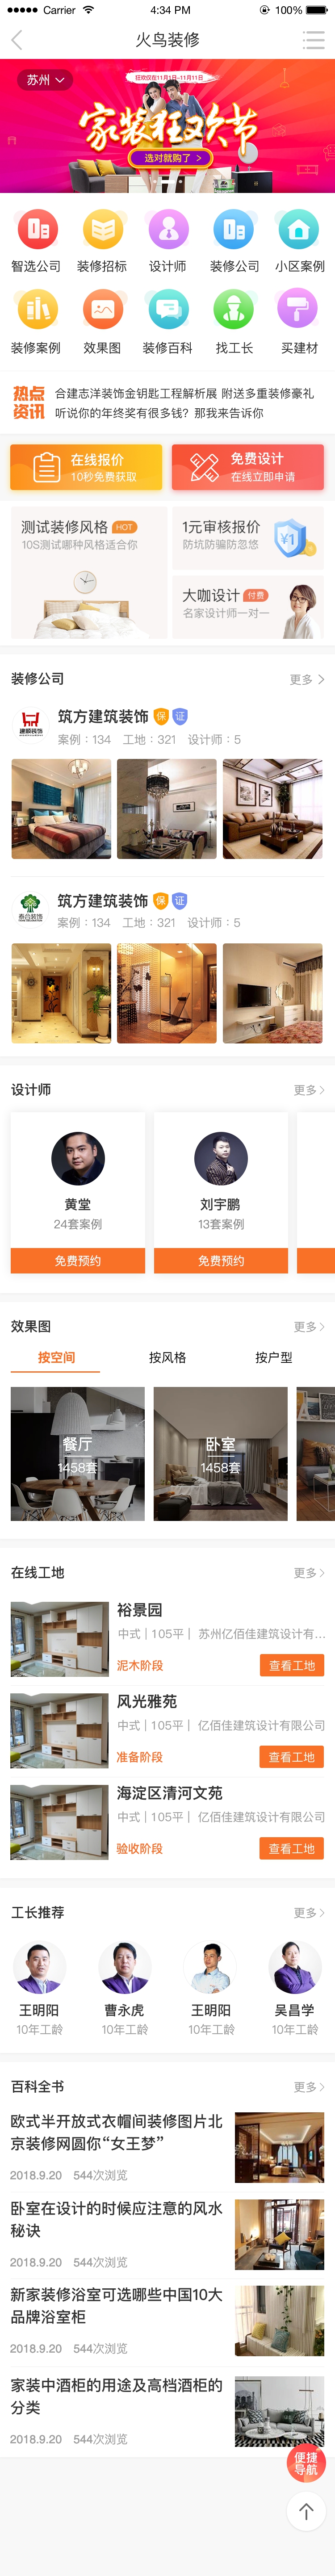 Carrier 4:34 PM 100%
火鸟装修
苏州
狂欢仅在11月1日-11月11日
家装狂欢节
选对就购了 >
智选公司 装修招标 设计师 装修公司 小区案例
装修案例 效果图 装修百科 找工长 买建材
热点
资讯
合建志洋装饰金钥匙工程解析展 附送多重装修豪礼
听说你的年终奖有很多钱？那我来告诉你
在线报价
10秒免费获取
免费设计
在线立即申请
测试装修风格 HOT
10S测试哪种风格适合你
1元审核报价
防坑防骗防忽悠
¥1
大咖设计 付费
名家设计师一对一
装修公司 更多
筑方建筑装饰 保 证
案例：134 工地：321 设计师：5
筑方建筑装饰 保 证
泰合装饰
案例：134 工地：321 设计师：5
设计师 更多
黄堂
24套案例
免费预约
刘宇鹏
13套案例
免费预约
效果图 更多
按空间 按风格 按户型
餐厅
1458套
卧室
1458套
在线工地 更多
裕景园
中式 | 105平 | 苏州亿佰佳建筑设计有...
泥木阶段 查看工地
风光雅苑
中式 | 105平 | 亿佰佳建筑设计有限公司
准备阶段 查看工地
海淀区清河文苑
中式 | 105平 | 亿佰佳建筑设计有限公司
验收阶段 查看工地
工长推荐 更多
王明阳 曹永虎 王明阳 吴昌学
10年工龄 10年工龄 10年工龄 10年工龄
百科全书 更多
欧式半开放式衣帽间装修图片北
京装修网圆你“女王梦”
2018.9.20 544次浏览
卧室在设计的时候应注意的风水
秘诀
2018.9.20 544次浏览
新家装修浴室可选哪些中国10大
品牌浴室柜
2018.9.20 544次浏览
家装中酒柜的用途及高档酒柜的
分类
2018.9.20 544次浏览
便捷
导航